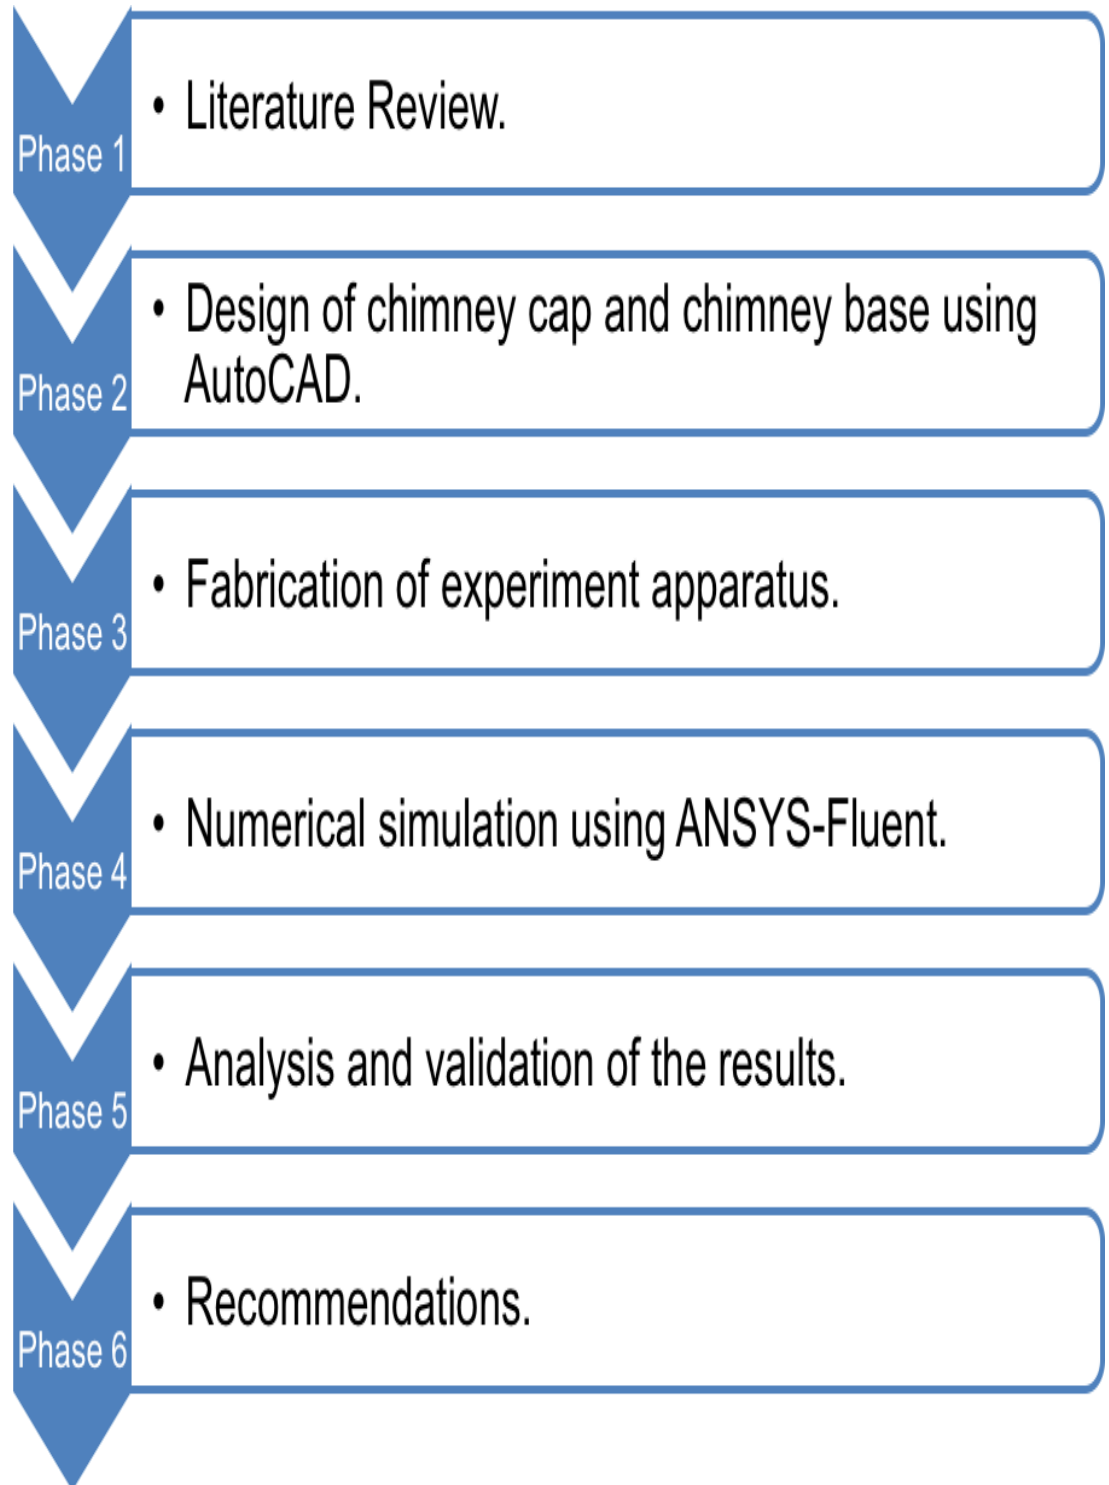 Phase 1
• Literature Review.
Phase 2
• Design of chimney cap and chimney base using
AutoCAD.
Phase 3
• Fabrication of experiment apparatus.
Phase 4
• Numerical simulation using ANSYS-Fluent.
Phase 5
• Analysis and validation of the results.
Phase 6
• Recommendations.